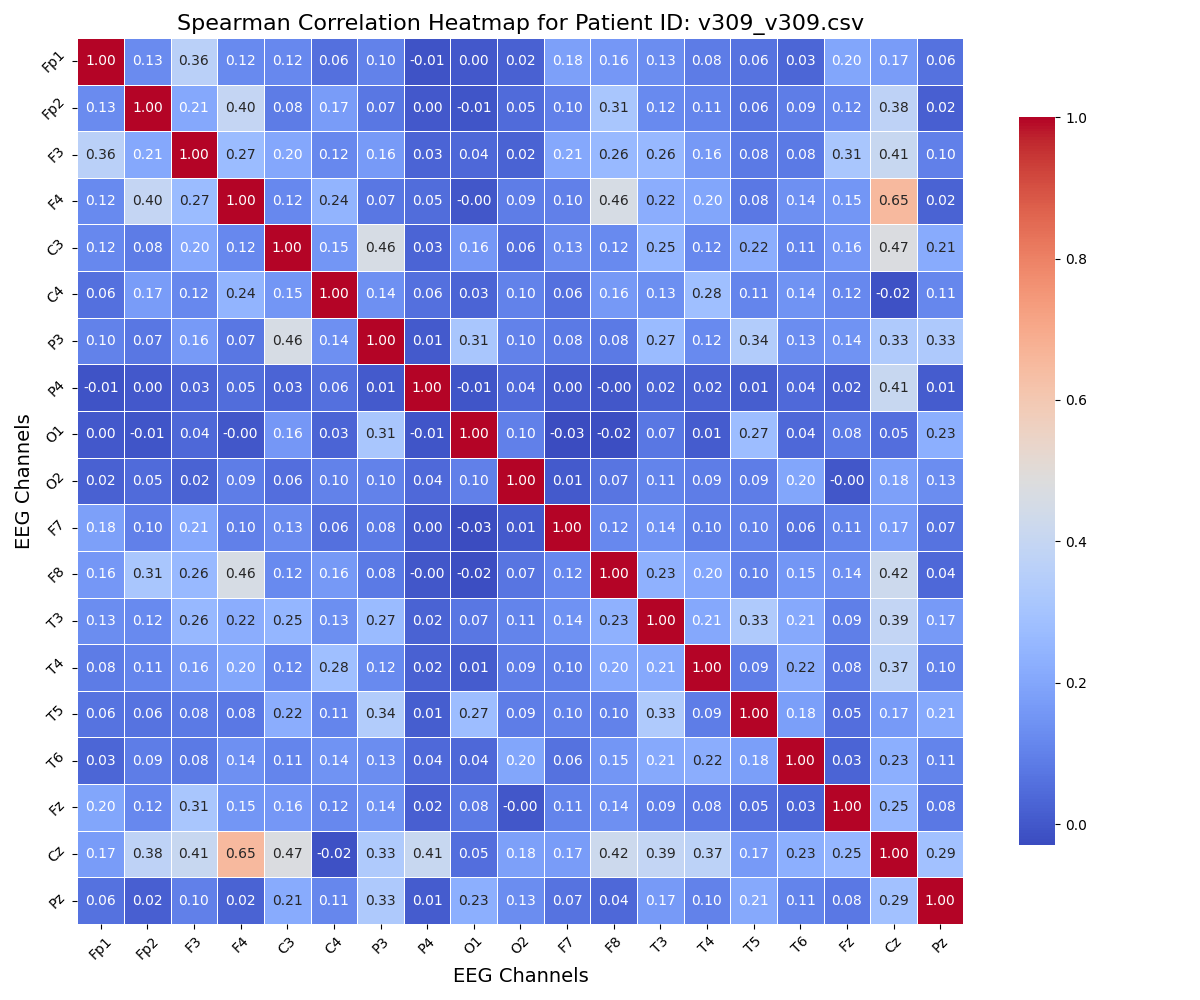 Spearman Correlation Heatmap for Patient ID: v309_v309.csv
Fp1 1.00 0.13 0.36 0.12 0.12 0.06 0.10 -0.01 0.00 0.02 0.18 0.16 0.13 0.08 0.06 0.03 0.20 0.17 0.06
Fp2 0.13 1.00 0.21 0.40 0.08 0.17 0.07 0.00 -0.01 0.05 0.10 0.31 0.12 0.11 0.06 0.09 0.12 0.38 0.02
F3 0.36 0.21 1.00 0.27 0.20 0.12 0.16 0.03 0.04 0.02 0.21 0.26 0.26 0.16 0.08 0.08 0.31 0.41 0.10
F4 0.12 0.40 0.27 1.00 0.12 0.24 0.07 0.05 -0.00 0.09 0.10 0.46 0.22 0.20 0.08 0.14 0.15 0.65 0.02
C3 0.12 0.08 0.20 0.12 1.00 0.15 0.46 0.03 0.16 0.06 0.13 0.12 0.25 0.12 0.22 0.11 0.16 0.47 0.21
C4 0.06 0.17 0.12 0.24 0.15 1.00 0.14 0.06 0.03 0.10 0.06 0.16 0.13 0.28 0.11 0.14 0.12 -0.02 0.11
P3 0.10 0.07 0.16 0.07 0.46 0.14 1.00 0.01 0.31 0.10 0.08 0.08 0.27 0.12 0.34 0.13 0.14 0.33 0.33
P4 -0.01 0.00 0.03 0.05 0.03 0.06 0.01 1.00 -0.01 0.04 0.00 -0.00 0.02 0.02 0.01 0.04 0.02 0.41 0.01
O1 0.00 -0.01 0.04 -0.00 0.16 0.03 0.31 -0.01 1.00 0.10 -0.03 -0.02 0.07 0.01 0.27 0.04 0.08 0.05 0.23
O2 0.02 0.05 0.02 0.09 0.06 0.10 0.10 0.04 0.10 1.00 0.01 0.07 0.11 0.09 0.09 0.20 -0.00 0.18 0.13
F7 0.18 0.10 0.21 0.10 0.13 0.06 0.08 0.00 -0.03 0.01 1.00 0.12 0.14 0.10 0.10 0.06 0.11 0.17 0.07
F8 0.16 0.31 0.26 0.46 0.12 0.16 0.08 -0.00 -0.02 0.07 0.12 1.00 0.23 0.20 0.10 0.15 0.14 0.42 0.04
T3 0.13 0.12 0.26 0.22 0.25 0.13 0.27 0.02 0.07 0.11 0.14 0.23 1.00 0.21 0.33 0.21 0.09 0.39 0.17
T4 0.08 0.11 0.16 0.20 0.12 0.28 0.12 0.02 0.01 0.09 0.10 0.20 0.21 1.00 0.09 0.22 0.08 0.37 0.10
T5 0.06 0.06 0.08 0.08 0.22 0.11 0.34 0.01 0.27 0.09 0.10 0.10 0.33 0.09 1.00 0.18 0.05 0.17 0.21
T6 0.03 0.09 0.08 0.14 0.11 0.14 0.13 0.04 0.04 0.20 0.06 0.15 0.21 0.22 0.18 1.00 0.03 0.23 0.11
Fz 0.20 0.12 0.31 0.15 0.16 0.12 0.14 0.02 0.08 -0.00 0.11 0.14 0.09 0.08 0.05 0.03 1.00 0.25 0.08
Cz 0.17 0.38 0.41 0.65 0.47 -0.02 0.33 0.41 0.05 0.18 0.17 0.42 0.39 0.37 0.17 0.23 0.25 1.00 0.29
Pz 0.06 0.02 0.10 0.02 0.21 0.11 0.33 0.01 0.23 0.13 0.07 0.04 0.17 0.10 0.21 0.11 0.08 0.29 1.00
Fp1 Fp2 F3 F4 C3 C4 P3 P4 O1 O2 F7 F8 T3 T4 T5 T6 Fz Cz Pz
EEG Channels
EEG Channels
1.0
0.8
0.6
0.4
0.2
0.0